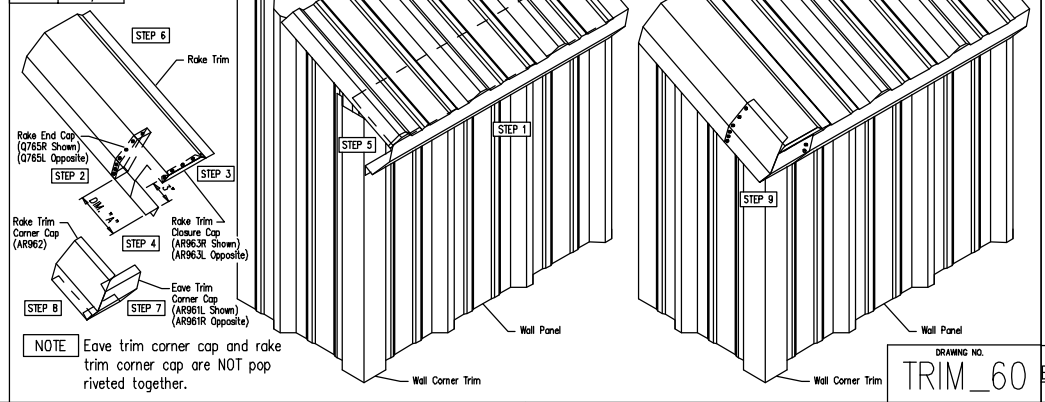 STEP 6
Rake Trim
Rake End Cap
(Q765R Shown)
(Q765L Opposite)
STEP 2
STEP 3
3"
DIM. "A"
STEP 4
Rake Trim
Corner Cap
(AR962)
Rake Trim
Closure Cap
(AR963R Shown)
(AR963L Opposite)
Eave Trim
Corner Cap
(AR961L Shown)
(AR961R Opposite)
STEP 8
STEP 7
NOTE Eave trim corner cap and rake
trim corner cap are NOT pop
riveted together.
STEP 5
STEP 1
Wall Panel
Wall Corner Trim
STEP 9
Wall Panel
Wall Corner Trim
DRAWING NO.
TRIM_60